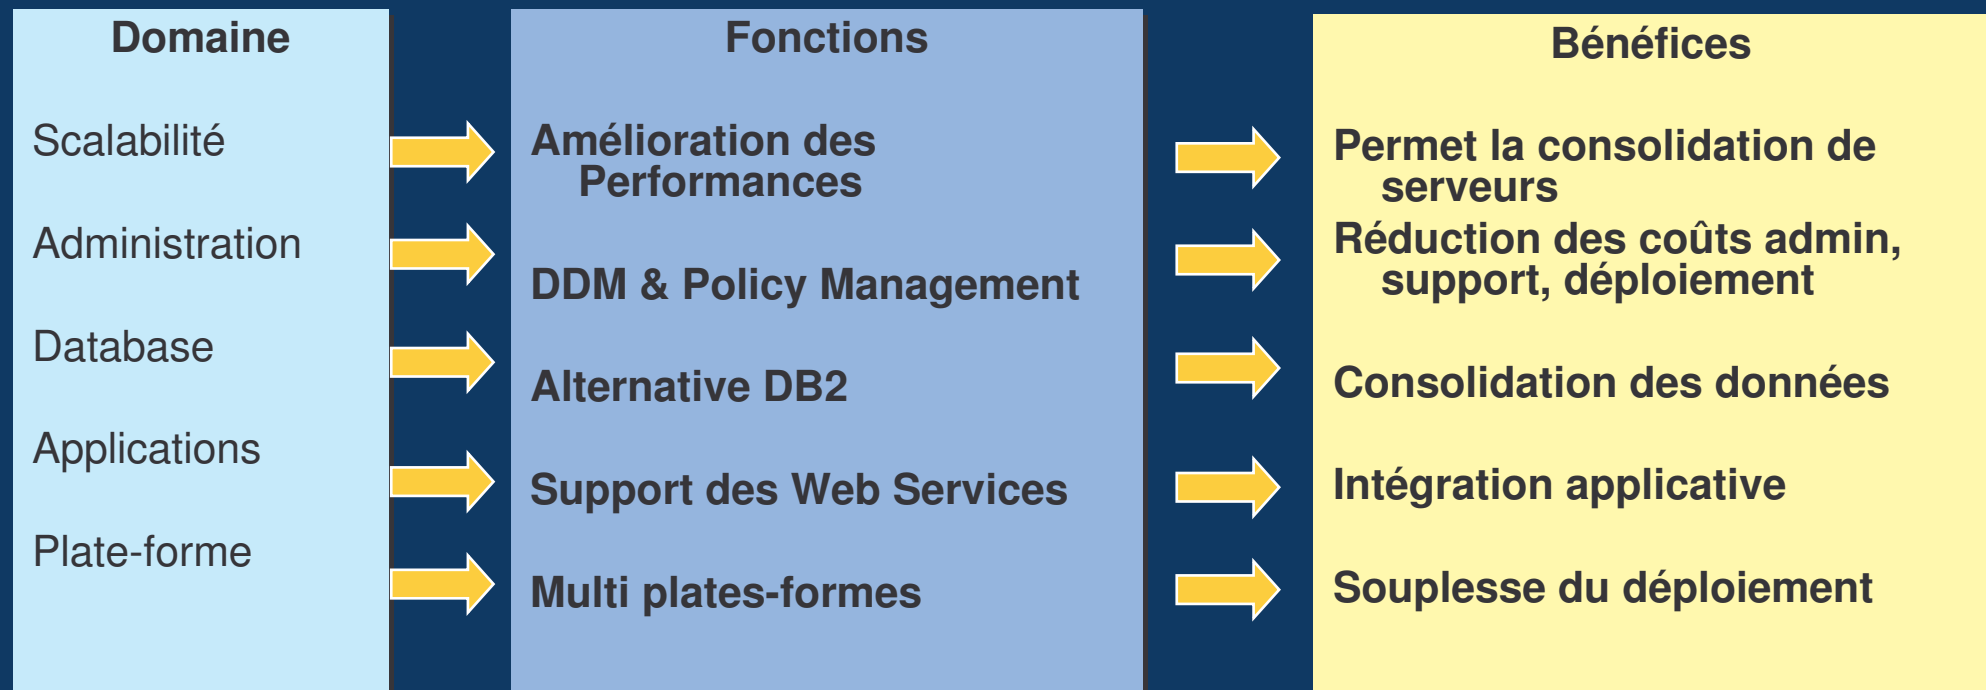 Domaine
Scalabilité
Administration
Database
Applications
Plate-forme
Fonctions
Amélioration des
Performances
DDM & Policy Management
Alternative DB2
Support des Web Services
Multi plates-formes
Bénéfices
Permet la consolidation de
serveurs
Réduction des coûts admin,
support, déploiement
Consolidation des données
Intégration applicative
Souplesse du déploiement